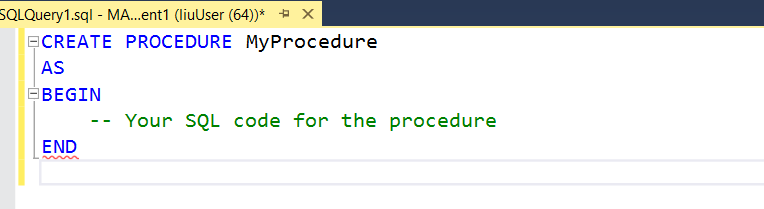 SQLQuery1.sql - MA...ent1 (liuUser (64))*
CREATE PROCEDURE MyProcedure
AS
BEGIN
-- Your SQL code for the procedure
END